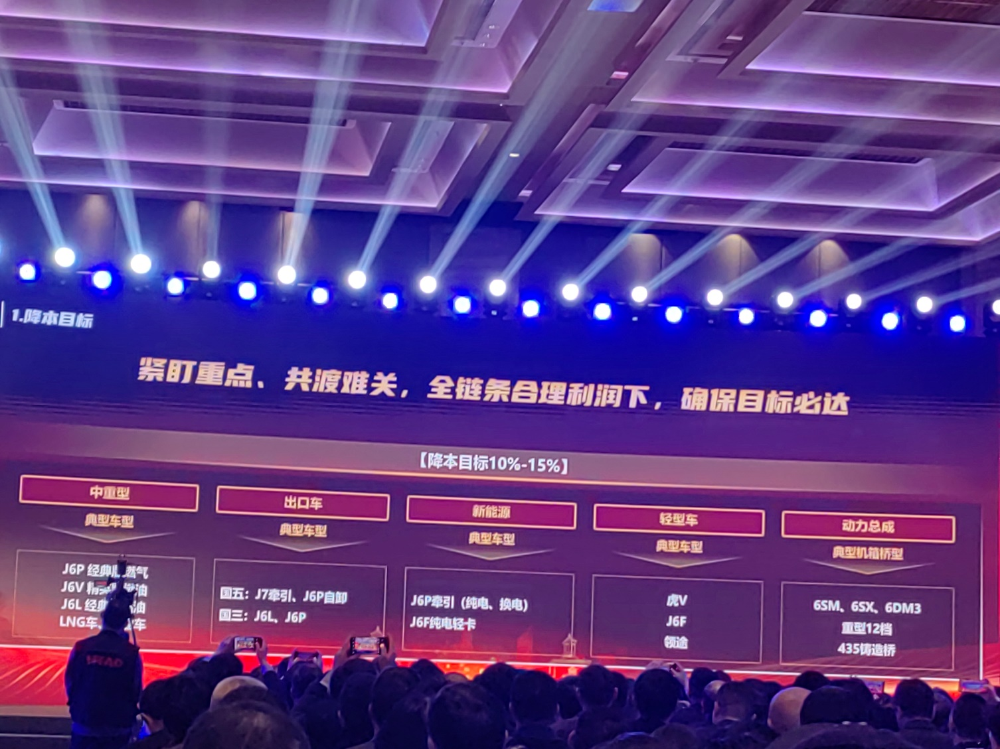 1.降本目标
紧盯重点、共渡难关，全链条合理利润下，确保目标必达
【降本目标10%-15%】
中重型
典型车型
J6P 经典 燃气
J6V 油
J6L 经 油
LNG车、 车
出口车
典型车型
国五：J7牵引、J6P自卸
国三：J6L、J6P
新能源
典型车型
J6P牵引（纯电、换电）
J6F纯电轻卡
轻型车
典型车型
虎V
J6F
领途
动力总成
典型机箱桥型
6SM、6SX、6DM3
重型12档
435铸造桥